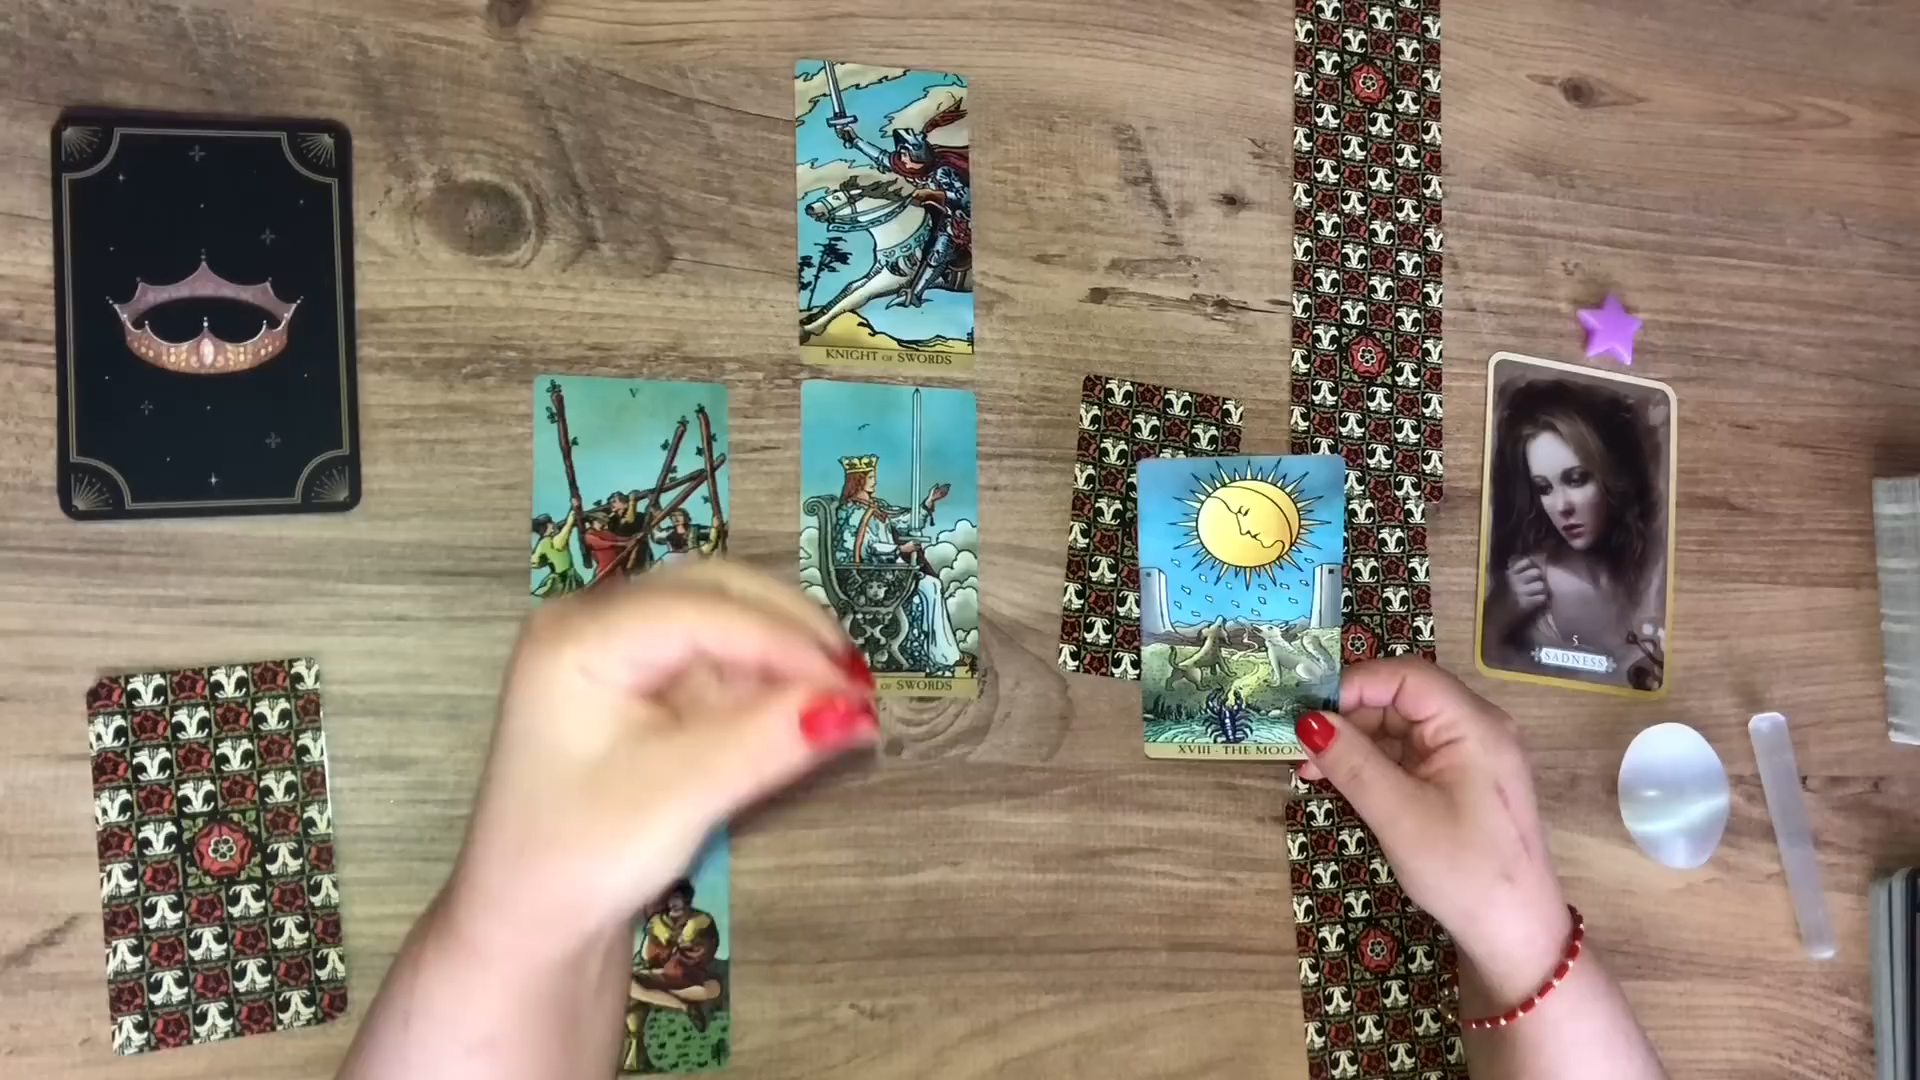 KNIGHT OF SWORDS
V
OF SWORDS
XVIII · THE MOON
5
SADNESS